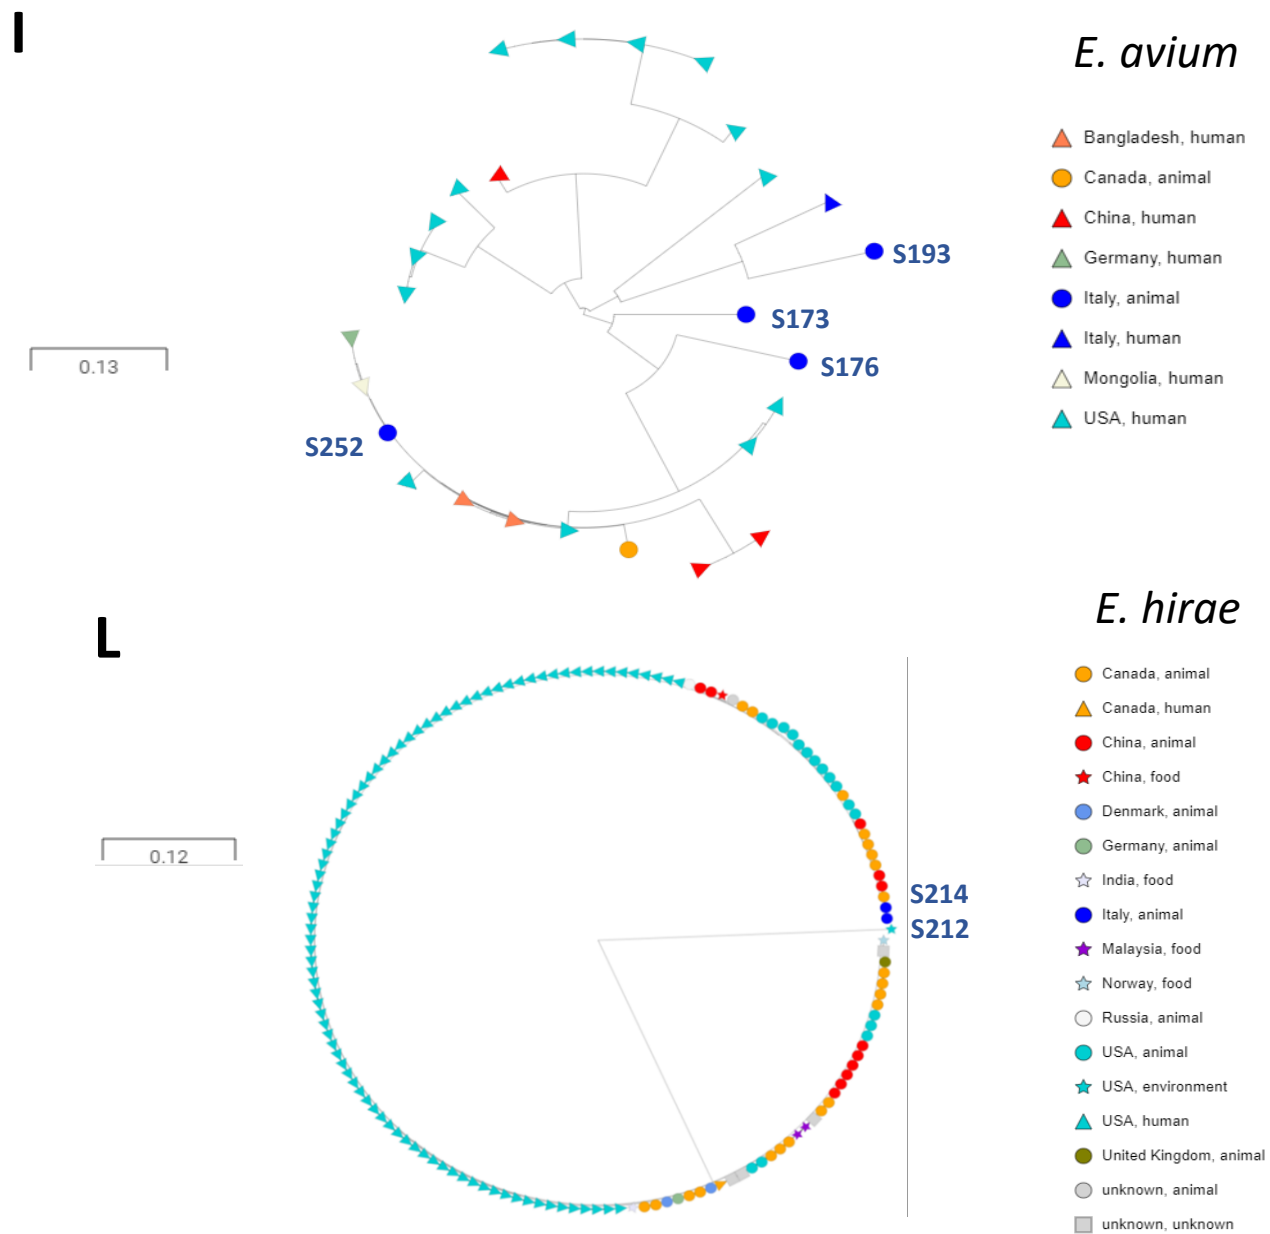 I
E. avium
Bangladesh, human
Canada, animal
China, human
Germany, human
Italy, animal
Italy, human
Mongolia, human
USA, human
S193
S173
S176
S252
0.13
L
E. hirae
Canada, animal
Canada, human
China, animal
China, food
Denmark, animal
Germany, animal
India, food
Italy, animal
Malaysia, food
Norway, food
Russia, animal
USA, animal
USA, environment
USA, human
United Kingdom, animal
unknown, animal
unknown, unknown
0.12
S214
S212